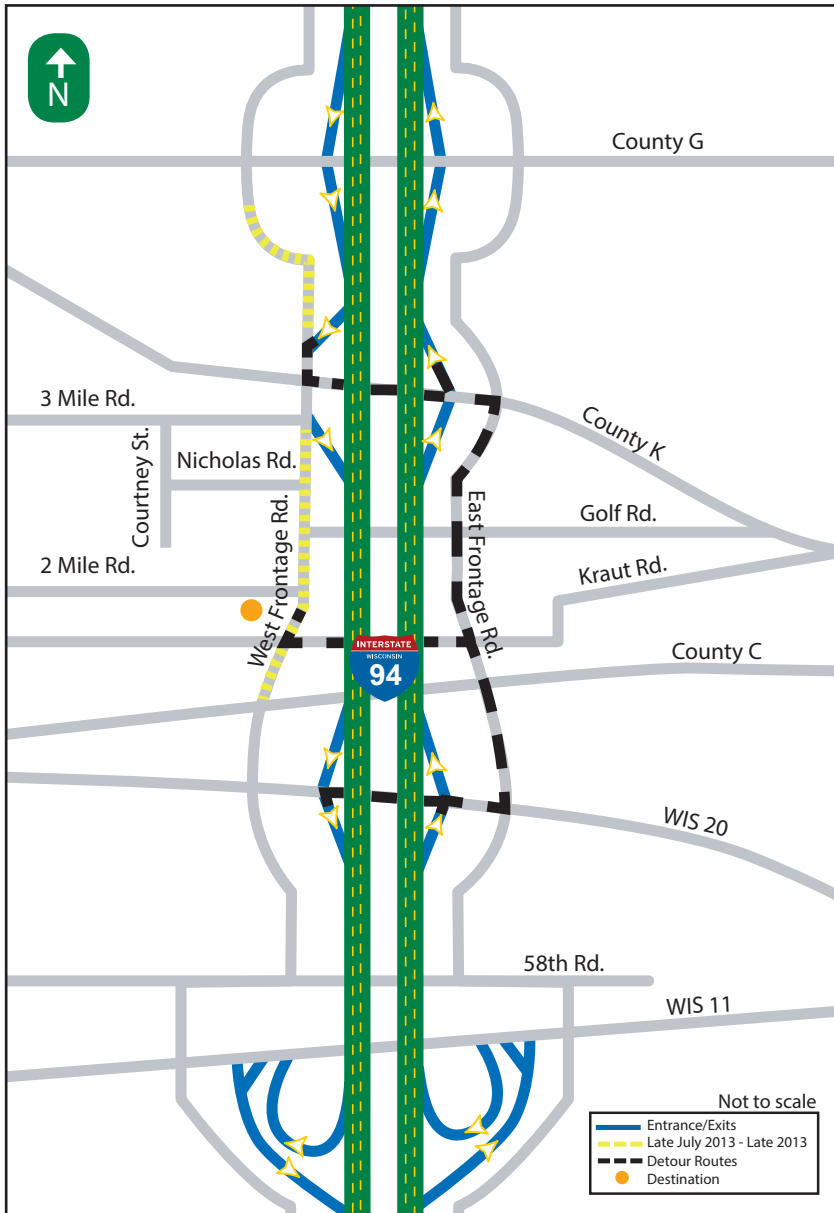 N
County G
3 Mile Rd.
Courtney St.
Nicholas Rd.
County K
West Frontage Rd.
East Frontage Rd.
Golf Rd.
2 Mile Rd.
Kraut Rd.
INTERSTATE
WISCONSIN
94
County C
WIS 20
58th Rd.
WIS 11
Not to scale
Entrance/Exits
Late July 2013 - Late 2013
Detour Routes
Destination